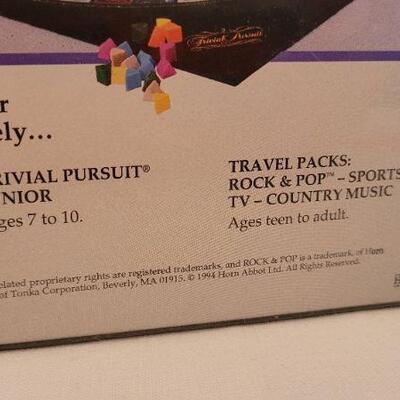 Trivial Pursuit
r
ely...
RIVIAL PURSUIT®
UNIOR
ges 7 to 10.
TRAVEL PACKS:
ROCK & POP™ – SPORTS
TV – COUNTRY MUSIC
Ages teen to adult.
elated proprietary rights are registered trademarks, and ROCK & POP is a trademark, of Horn
of Tonka Corporation, Beverly, MA 01915. © 1994 Horn Abbot Ltd. All Rights Reserved.